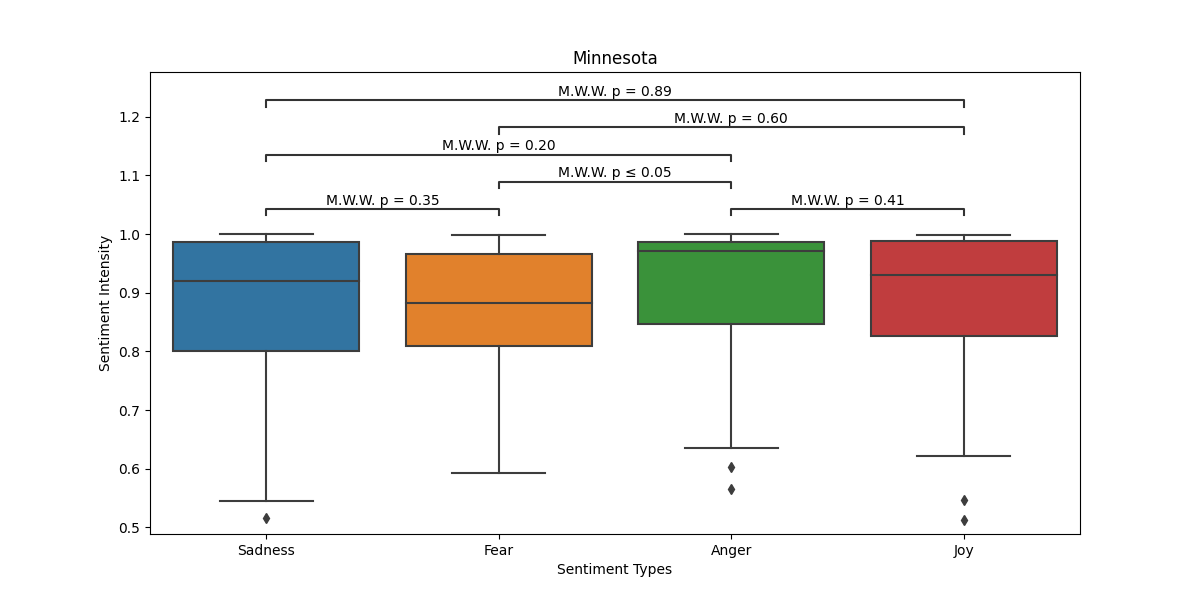 Minnesota
M.W.W. p = 0.89
M.W.W. p = 0.60
M.W.W. p = 0.20
M.W.W. p ≤ 0.05
M.W.W. p = 0.35
M.W.W. p = 0.41
Sentiment Intensity
1.2
1.1
1.0
0.9
0.8
0.7
0.6
0.5
Sadness Fear Anger Joy
Sentiment Types